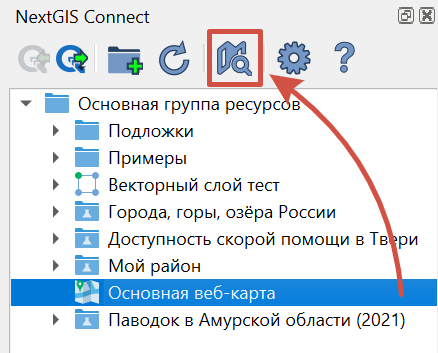 NextGIS Connect
?
Основная группа ресурсов
Подложки
Примеры
Векторный слой тест
Города, горы, озёра России
Доступность скорой помощи в Твери
Мой район
Основная веб-карта
Паводок в Амурской области (2021)